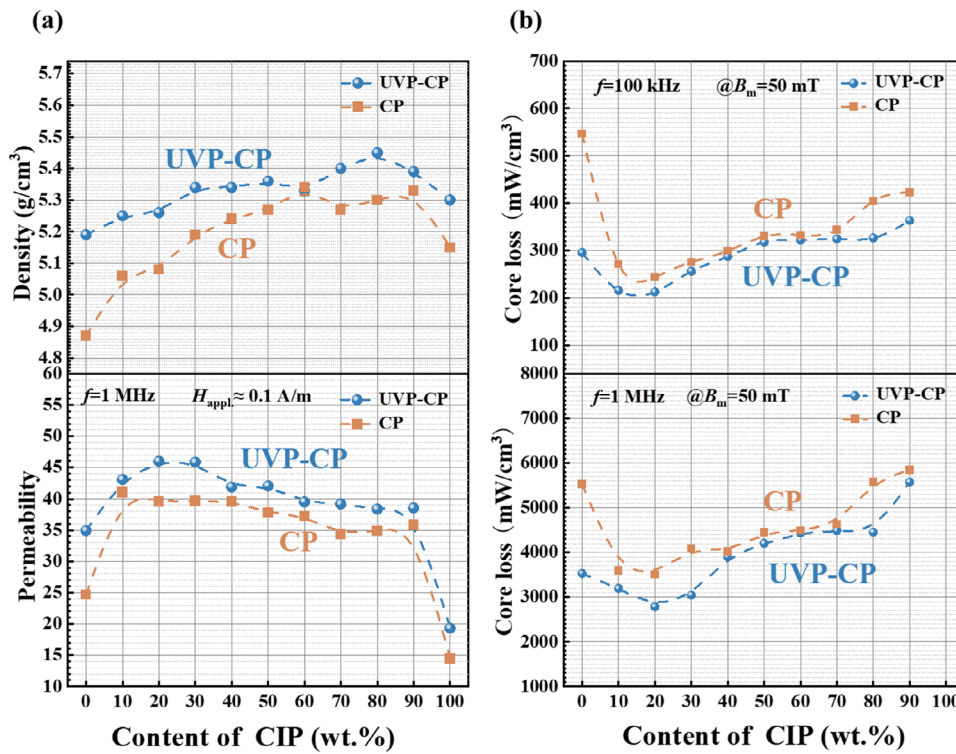 (a)
5.7
5.6
5.5
5.4
5.3
5.2
5.1
5.0
4.9
4.8
Density (g/cm³)
UVP-CP
CP
UVP-CP
CP
60
55
50
45
40
35
30
25
20
15
10
Permeability
f=1 MHz H_appl.≈ 0.1 A/m
UVP-CP
CP
UVP-CP
CP
0 10 20 30 40 50 60 70 80 90 100
Content of CIP (wt.%)
(b)
700
600
500
400
300
200
100
Core loss (mW/cm³)
f=100 kHz @B_m=50 mT
UVP-CP
CP
CP
UVP-CP
8000
7000
6000
5000
4000
3000
2000
1000
Core loss (mW/cm³)
f=1 MHz @B_m=50 mT
UVP-CP
CP
CP
UVP-CP
0 10 20 30 40 50 60 70 80 90 100
Content of CIP (wt.%)